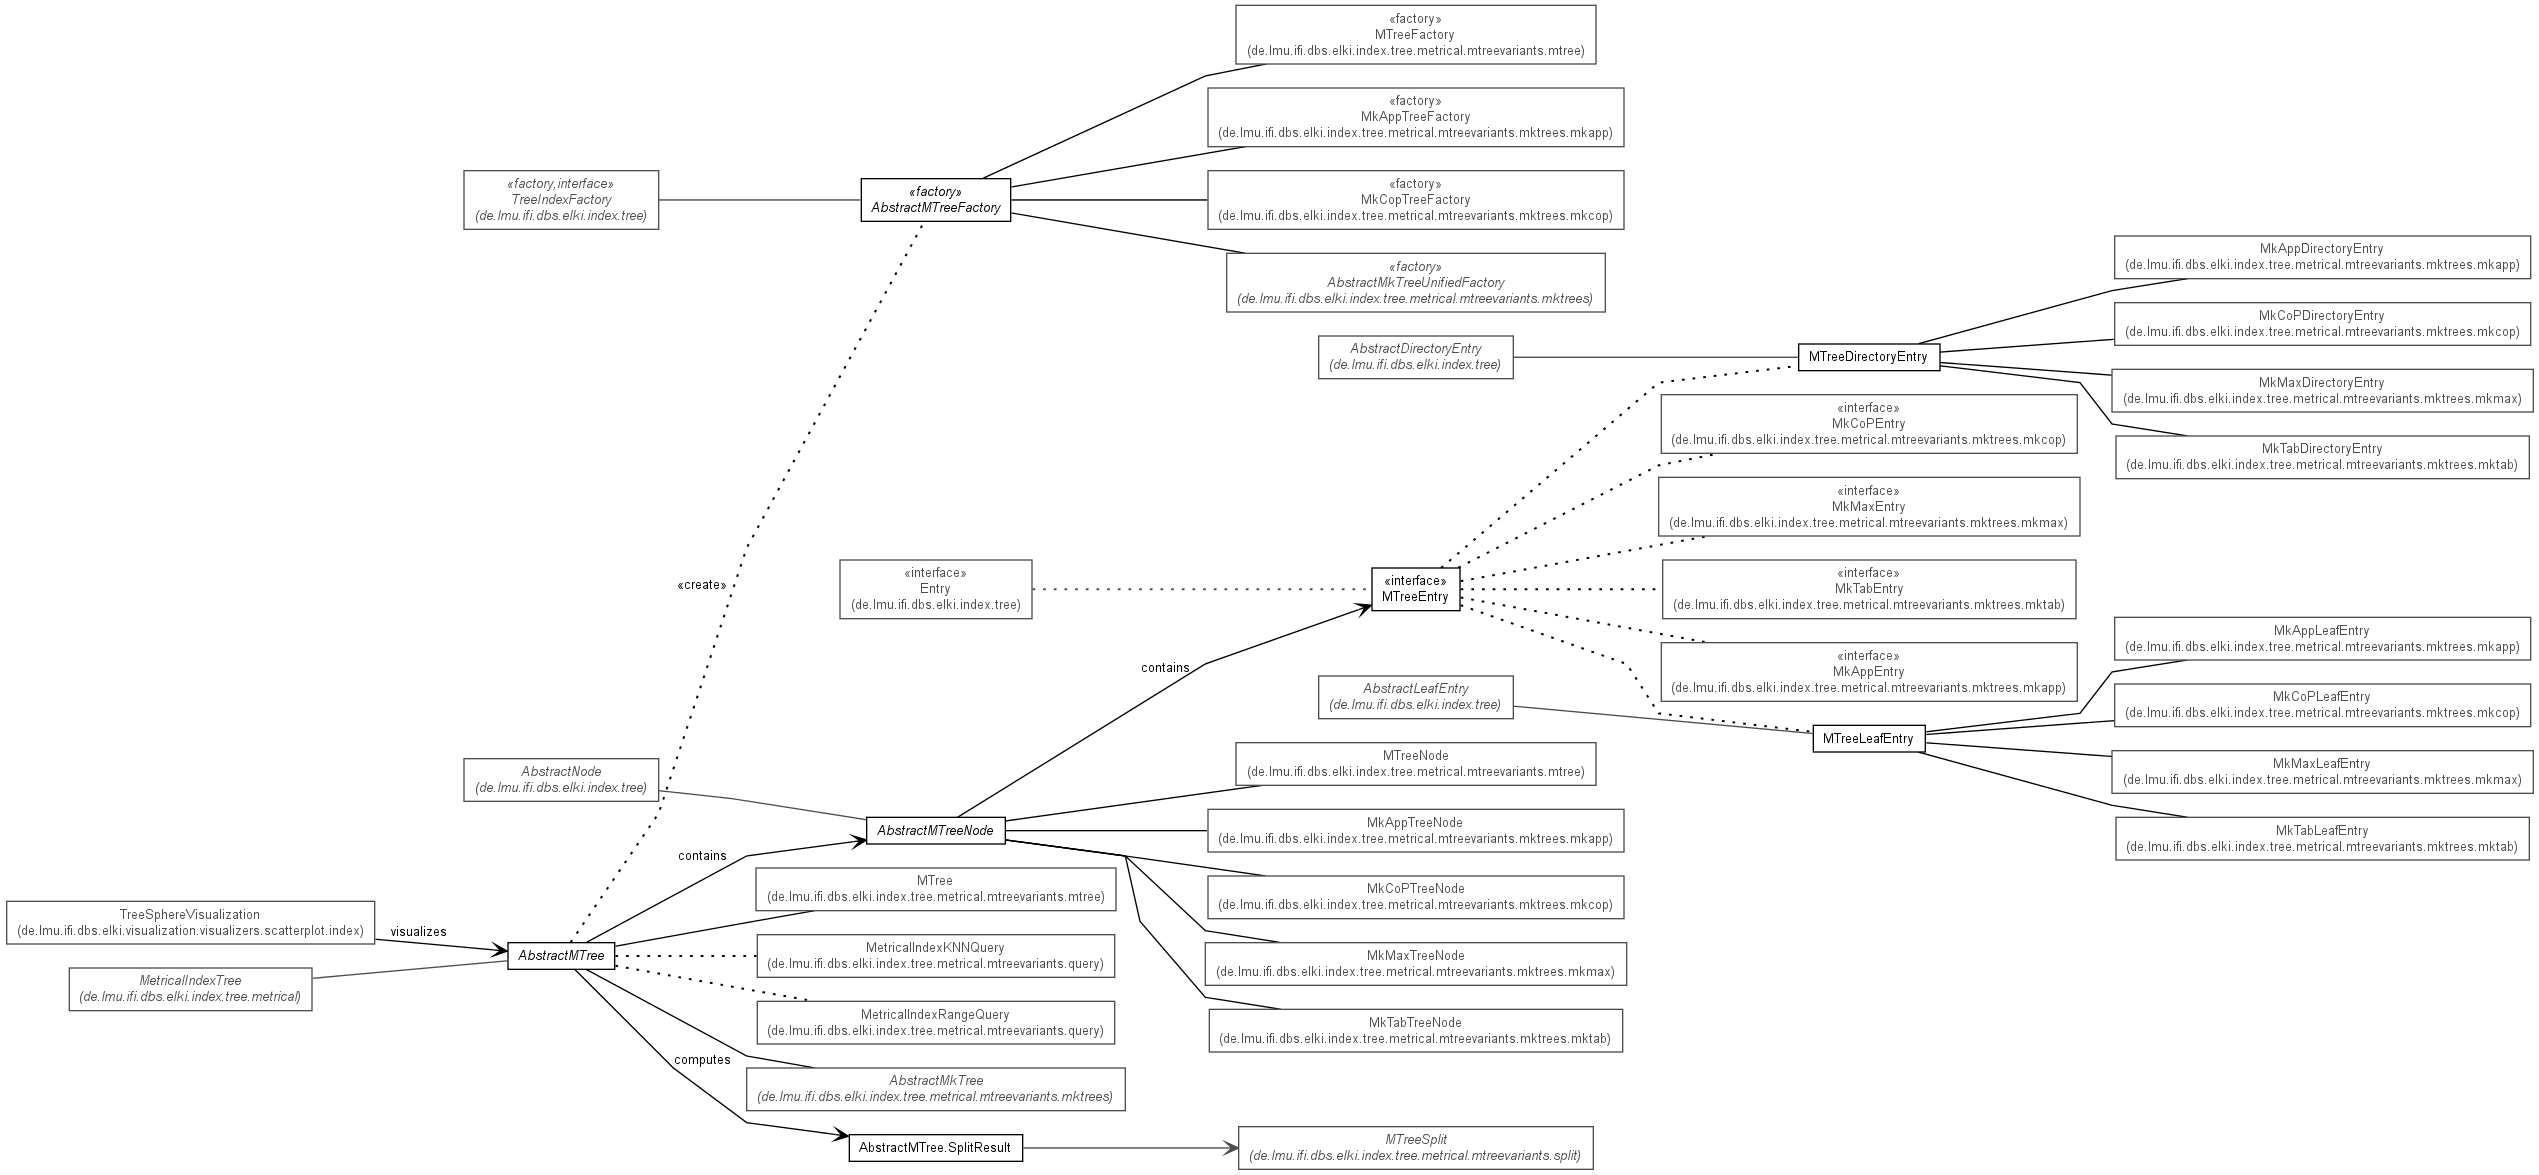 «factory»
MTreeFactory
(de.lmu.ifi.dbs.elki.index.tree.metrical.mtreevariants.mtree)
«factory»
MkAppTreeFactory
(de.lmu.ifi.dbs.elki.index.tree.metrical.mtreevariants.mktrees.mkapp)
«factory,interface»
TreeIndexFactory
(de.lmu.ifi.dbs.elki.index.tree)
«factory»
AbstractMTreeFactory
«factory»
MkCopTreeFactory
(de.lmu.ifi.dbs.elki.index.tree.metrical.mtreevariants.mktrees.mkcop)
«factory»
AbstractMkTreeUnifiedFactory
(de.lmu.ifi.dbs.elki.index.tree.metrical.mtreevariants.mktrees)
MkAppDirectoryEntry
(de.lmu.ifi.dbs.elki.index.tree.metrical.mtreevariants.mktrees.mkapp)
MkCoPDirectoryEntry
(de.lmu.ifi.dbs.elki.index.tree.metrical.mtreevariants.mktrees.mkcop)
AbstractDirectoryEntry
(de.lmu.ifi.dbs.elki.index.tree)
MTreeDirectoryEntry
MkMaxDirectoryEntry
(de.lmu.ifi.dbs.elki.index.tree.metrical.mtreevariants.mktrees.mkmax)
«interface»
MkCoPEntry
(de.lmu.ifi.dbs.elki.index.tree.metrical.mtreevariants.mktrees.mkcop)
MkTabDirectoryEntry
(de.lmu.ifi.dbs.elki.index.tree.metrical.mtreevariants.mktrees.mktab)
«interface»
MkMaxEntry
(de.lmu.ifi.dbs.elki.index.tree.metrical.mtreevariants.mktrees.mkmax)
«create»
«interface»
Entry
(de.lmu.ifi.dbs.elki.index.tree)
«interface»
MTreeEntry
«interface»
MkTabEntry
(de.lmu.ifi.dbs.elki.index.tree.metrical.mtreevariants.mktrees.mktab)
MkAppLeafEntry
(de.lmu.ifi.dbs.elki.index.tree.metrical.mtreevariants.mktrees.mkapp)
contains
«interface»
MkAppEntry
(de.lmu.ifi.dbs.elki.index.tree.metrical.mtreevariants.mktrees.mkapp)
AbstractLeafEntry
(de.lmu.ifi.dbs.elki.index.tree)
MkCoPLeafEntry
(de.lmu.ifi.dbs.elki.index.tree.metrical.mtreevariants.mktrees.mkcop)
MTreeLeafEntry
MTreeNode
(de.lmu.ifi.dbs.elki.index.tree.metrical.mtreevariants.mtree)
MkMaxLeafEntry
(de.lmu.ifi.dbs.elki.index.tree.metrical.mtreevariants.mktrees.mkmax)
AbstractNode
(de.lmu.ifi.dbs.elki.index.tree)
AbstractMTreeNode
MkAppTreeNode
(de.lmu.ifi.dbs.elki.index.tree.metrical.mtreevariants.mktrees.mkapp)
MkTabLeafEntry
(de.lmu.ifi.dbs.elki.index.tree.metrical.mtreevariants.mktrees.mktab)
contains
MTree
(de.lmu.ifi.dbs.elki.index.tree.metrical.mtreevariants.mtree)
MkCoPTreeNode
(de.lmu.ifi.dbs.elki.index.tree.metrical.mtreevariants.mktrees.mkcop)
TreeSphereVisualization
(de.lmu.ifi.dbs.elki.visualization.visualizers.scatterplot.index)
visualizes
AbstractMTree
MetricalIndexKNNQuery
(de.lmu.ifi.dbs.elki.index.tree.metrical.mtreevariants.query)
MkMaxTreeNode
(de.lmu.ifi.dbs.elki.index.tree.metrical.mtreevariants.mktrees.mkmax)
MetricalIndexTree
(de.lmu.ifi.dbs.elki.index.tree.metrical)
MetricalIndexRangeQuery
(de.lmu.ifi.dbs.elki.index.tree.metrical.mtreevariants.query)
MkTabTreeNode
(de.lmu.ifi.dbs.elki.index.tree.metrical.mtreevariants.mktrees.mktab)
computes
AbstractMkTree
(de.lmu.ifi.dbs.elki.index.tree.metrical.mtreevariants.mktrees)
AbstractMTree.SplitResult
MTreeSplit
(de.lmu.ifi.dbs.elki.index.tree.metrical.mtreevariants.split)